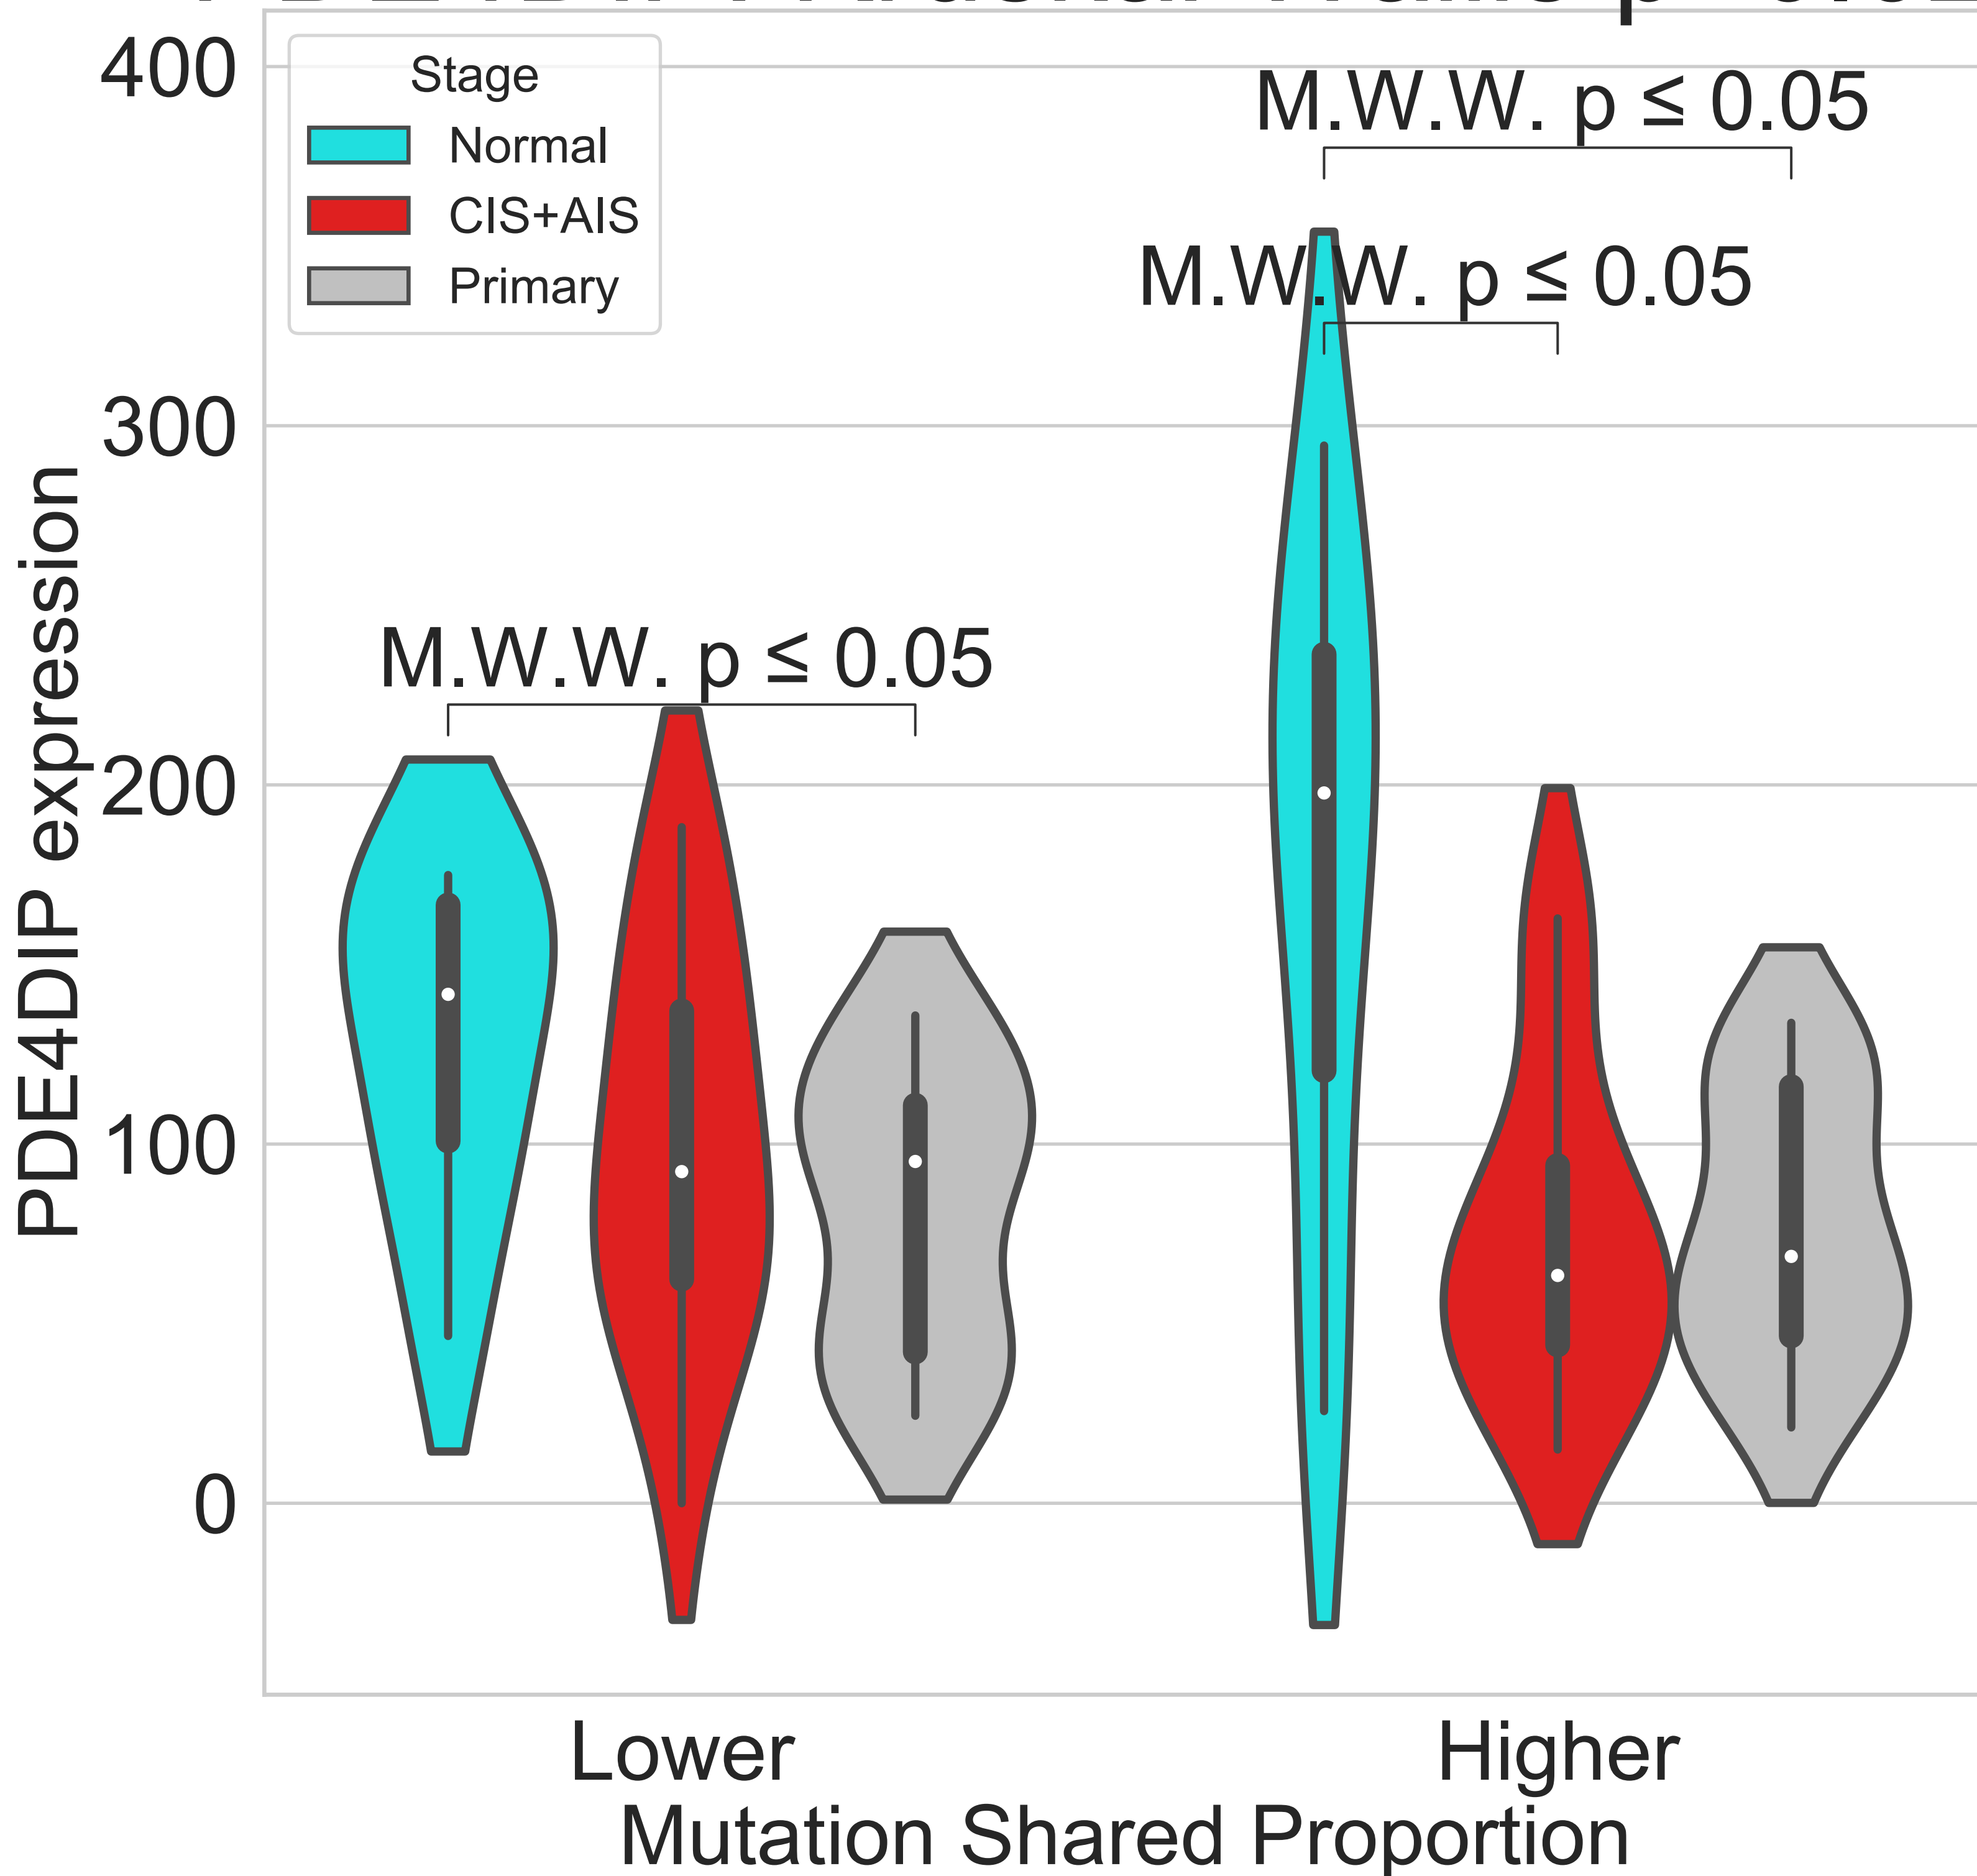 400
Stage
Normal
CIS+AIS
Primary
M.W.W. p ≤ 0.05
M.W.W. p ≤ 0.05
300
M.W.W. p ≤ 0.05
200
100
0
PDE4DIP expression
Lower
Higher
Mutation Shared Proportion